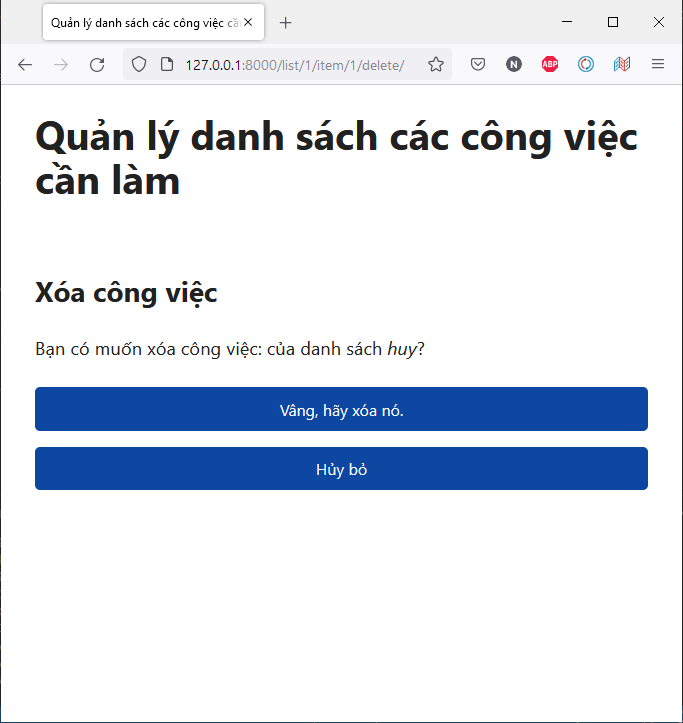 Quản lý danh sách các công việc cầ
127.0.0.1:8000/list/1/item/1/delete/
N
ABP
Quản lý danh sách các công việc
cần làm
Xóa công việc
Bạn có muốn xóa công việc: của danh sách huy?
Vâng, hãy xóa nó.
Hủy bỏ